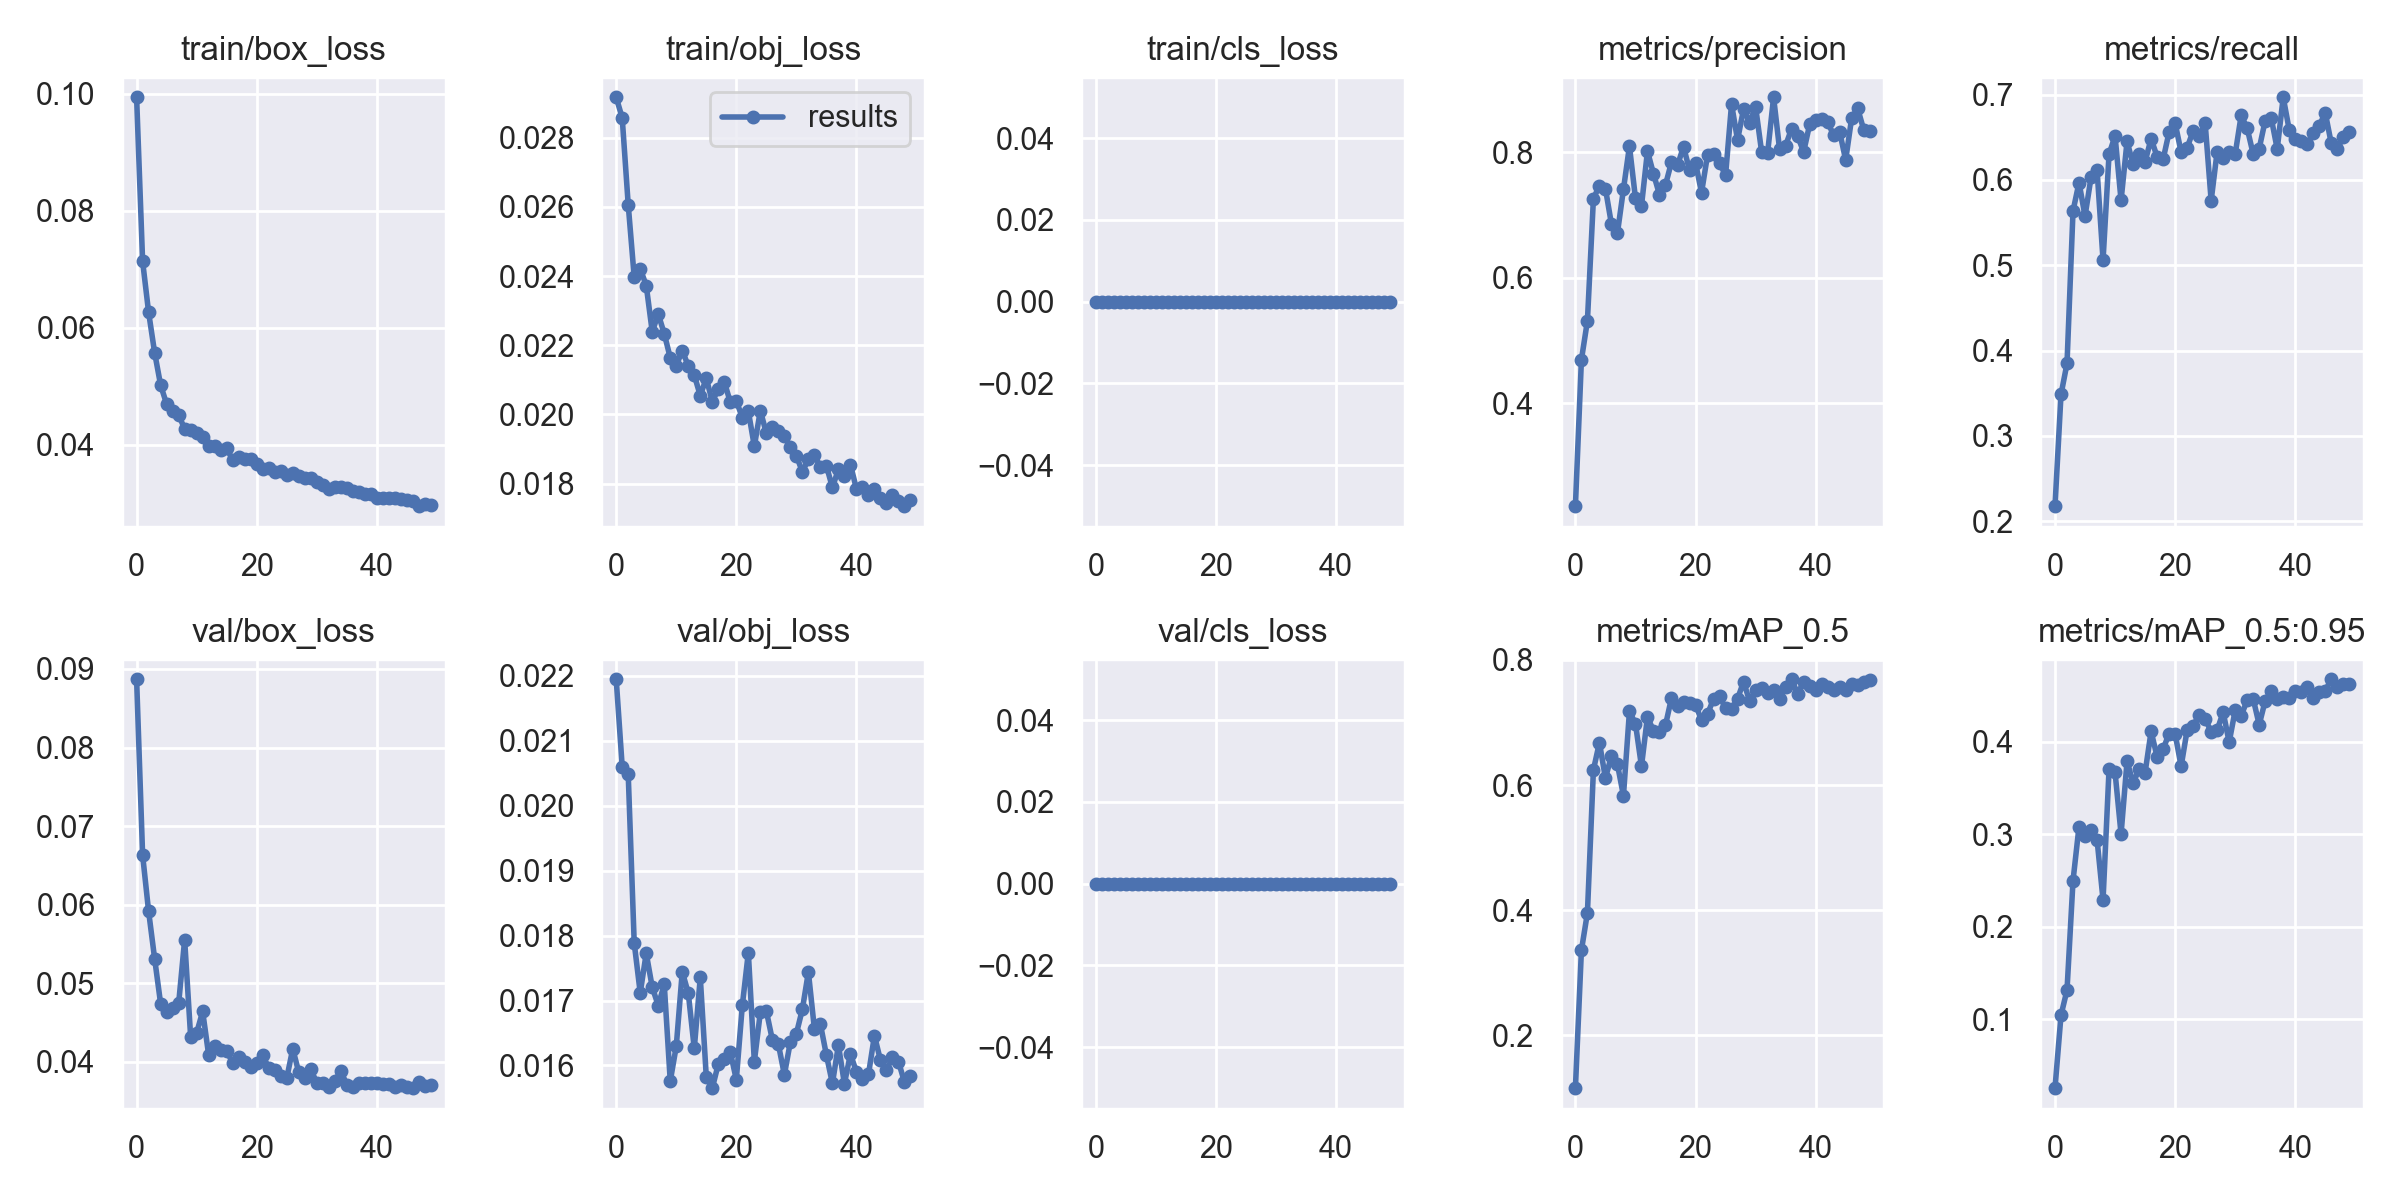 train/box_loss
0.10
0.08
0.06
0.04
0 20 40
train/obj_loss
results
0.028
0.026
0.024
0.022
0.020
0.018
0 20 40
train/cls_loss
0.04
0.02
0.00
−0.02
−0.04
0 20 40
metrics/precision
0.8
0.6
0.4
0 20 40
metrics/recall
0.7
0.6
0.5
0.4
0.3
0.2
0 20 40
val/box_loss
0.09
0.08
0.07
0.06
0.05
0.04
0 20 40
val/obj_loss
0.022
0.021
0.020
0.019
0.018
0.017
0.016
0 20 40
val/cls_loss
0.04
0.02
0.00
−0.02
−0.04
0 20 40
metrics/mAP_0.5
0.8
0.6
0.4
0.2
0 20 40
metrics/mAP_0.5:0.95
0.4
0.3
0.2
0.1
0 20 40